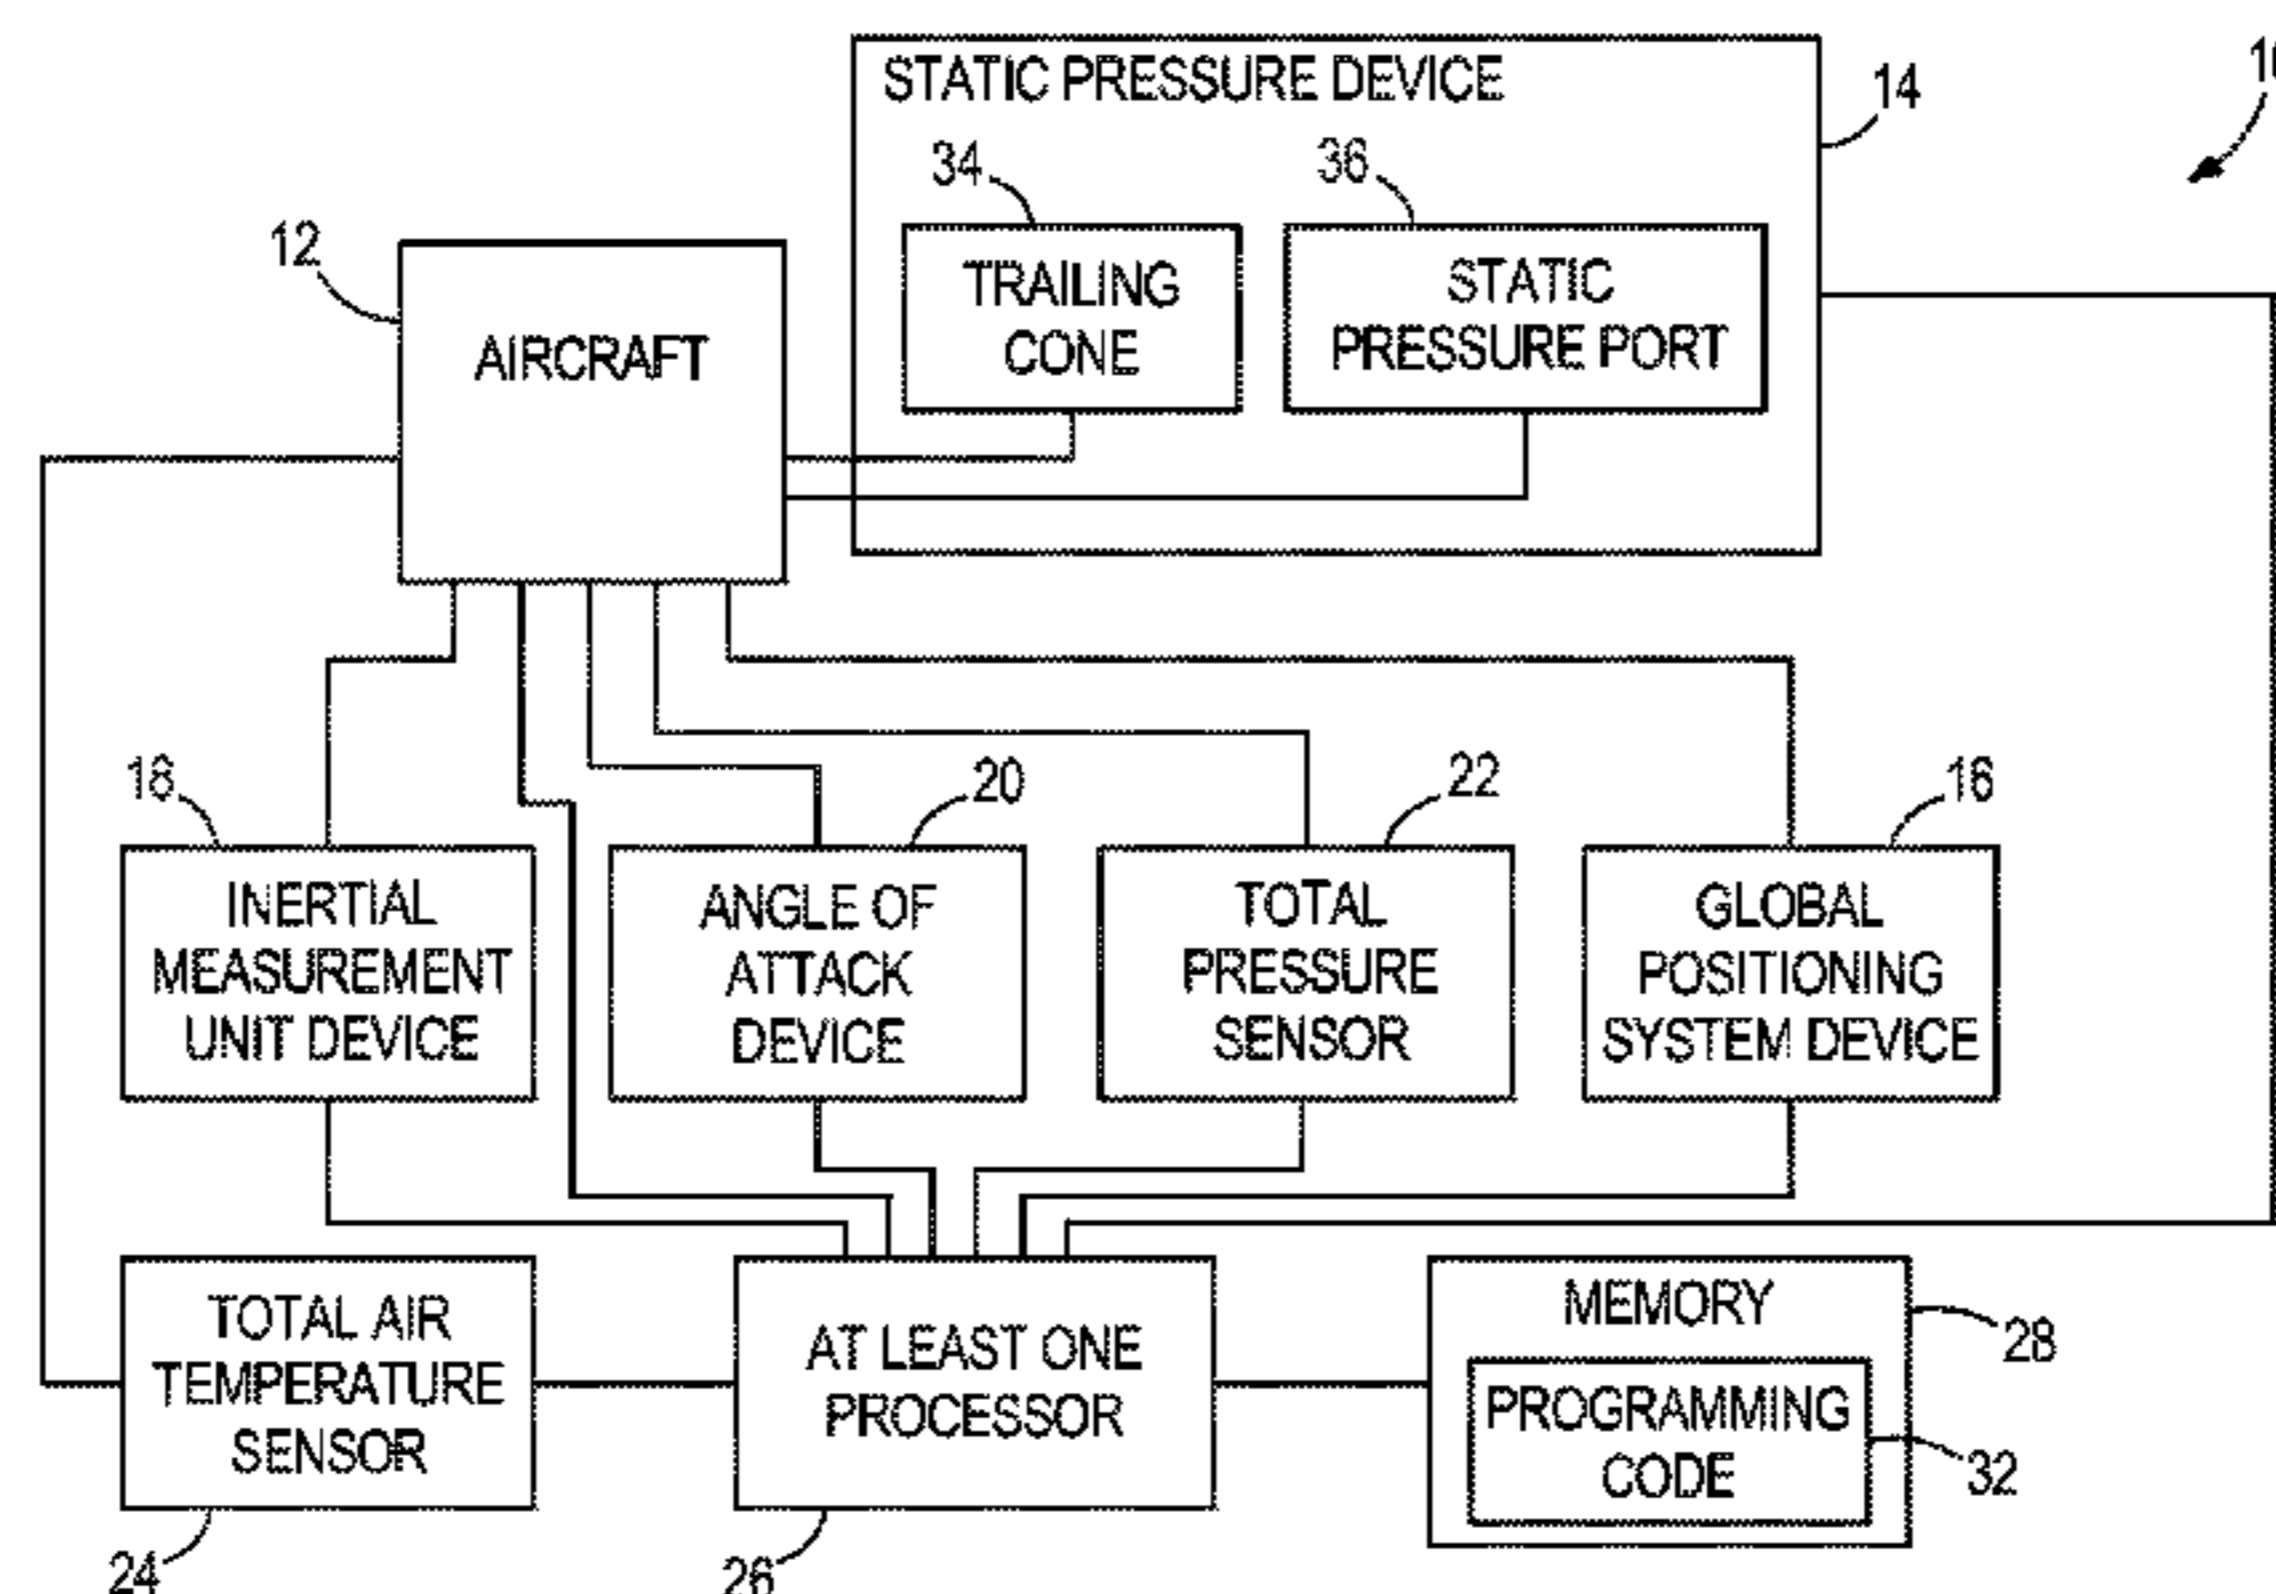 STATIC PRESSURE DEVICE
14
34
36
12
AIRCRAFT
TRAILING
CONE
STATIC
PRESSURE PORT
18
20
22
16
INERTIAL
MEASUREMENT
UNIT DEVICE
ANGLE OF
ATTACK
DEVICE
TOTAL
PRESSURE
SENSOR
GLOBAL
POSITIONING
SYSTEM DEVICE
TOTAL AIR
TEMPERATURE
SENSOR
AT LEAST ONE
PROCESSOR
MEMORY
28
PROGRAMMING
CODE
32
24
26